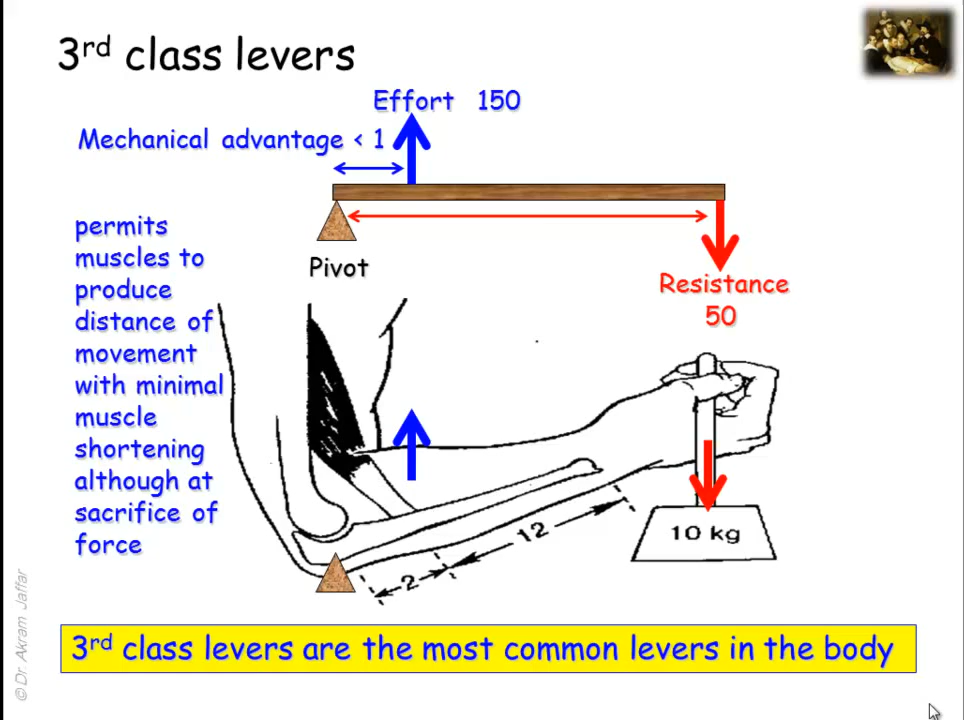 3rd class levers
Effort 150
Mechanical advantage < 1
permits
muscles to
produce
distance of
movement
with minimal
muscle
shortening
although at
sacrifice of
force
Pivot
Resistance
50
10 kg
12
2
3rd class levers are the most common levers in the body
© Dr Akram Jaffar